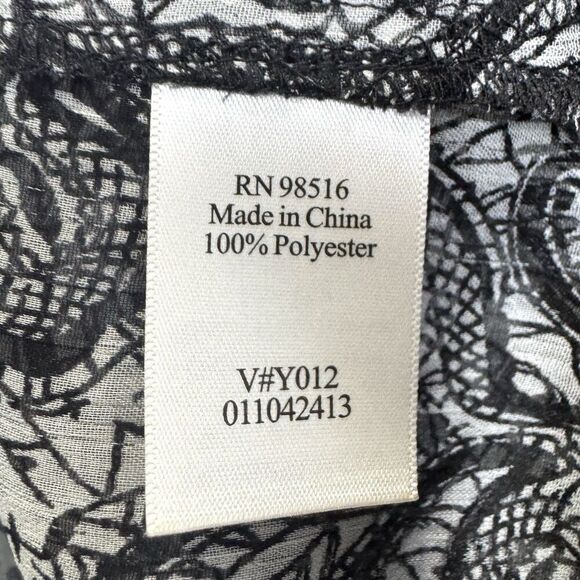 RN 98516
Made in China
100% Polyester
V#Y012
011042413